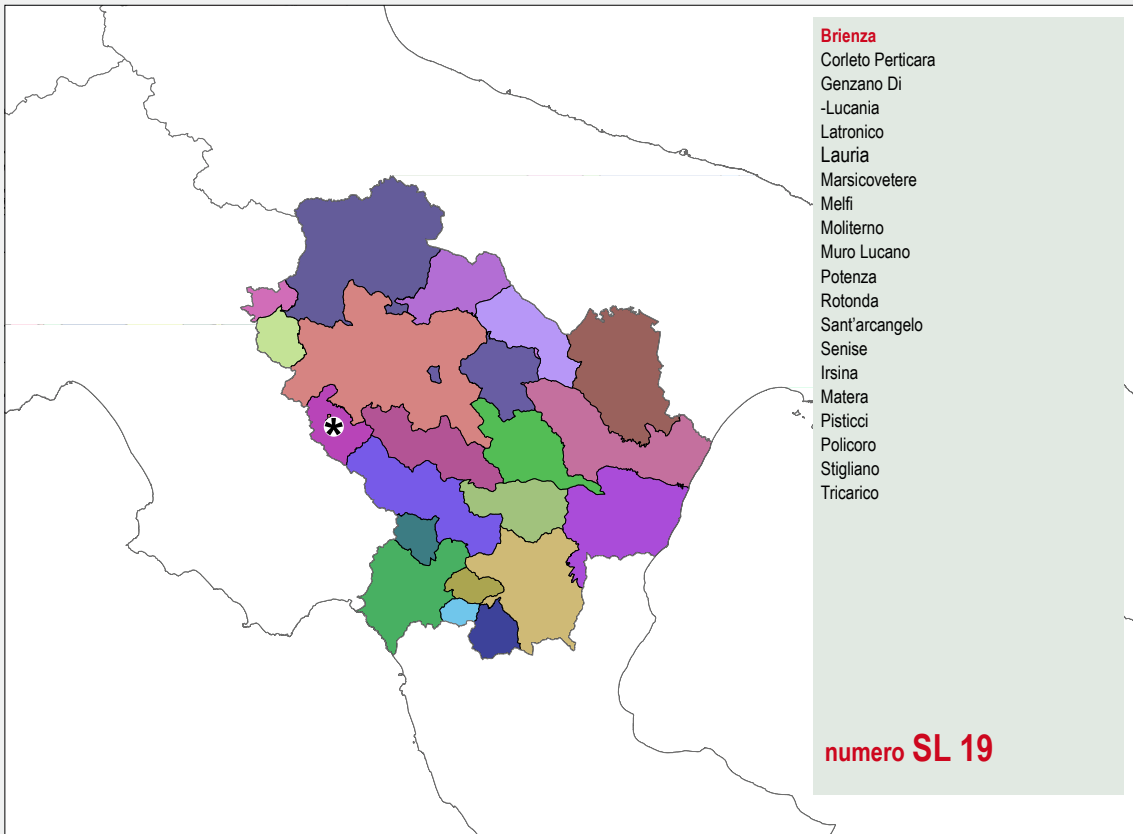 Brienza
Corleto Perticara
Genzano Di
-Lucania
Latronico
Lauria
Marsicovetere
Melfi
Moliterno
Muro Lucano
Potenza
Rotonda
Sant'arcangelo
Senise
Irsina
Matera
Pisticci
Policoro
Stigliano
Tricarico
numero SL 19
*